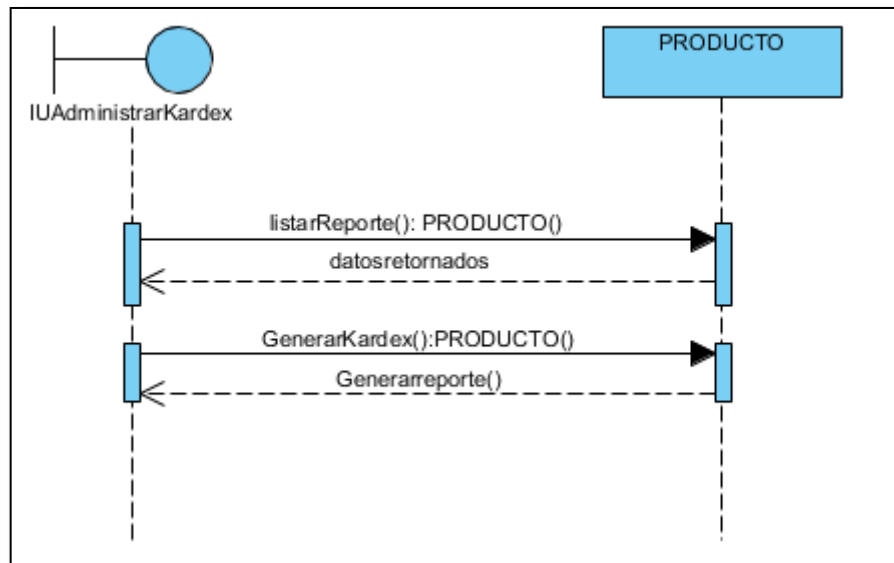 IUAdministrarKardex
PRODUCTO
listarReporte(): PRODUCTO()
datosretornados
GenerarKardex():PRODUCTO()
Generarreporte()